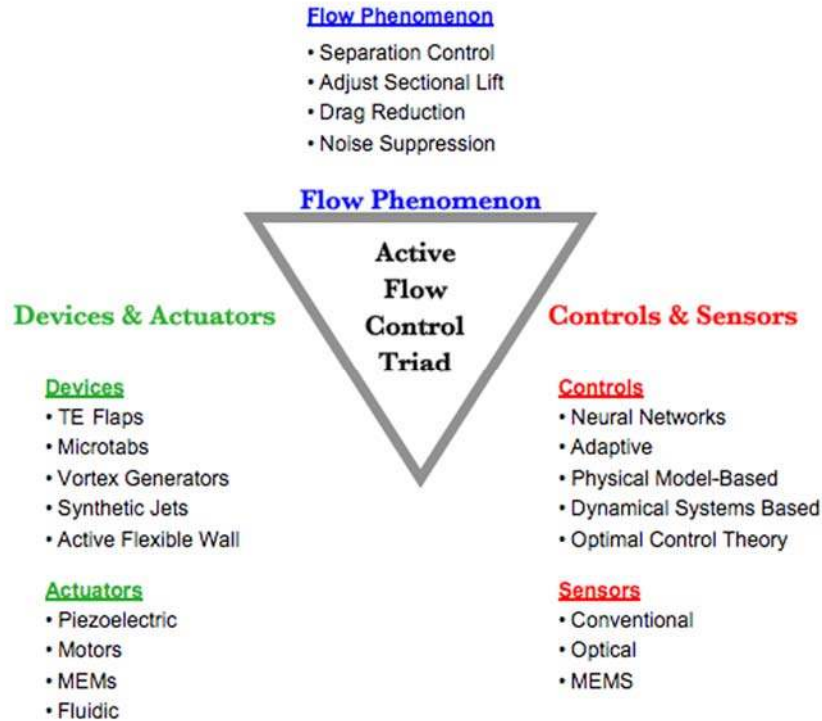 Flow Phenomenon
• Separation Control
• Adjust Sectional Lift
• Drag Reduction
• Noise Suppression
Flow Phenomenon
Active
Flow
Control
Triad
Devices & Actuators
Devices
• TE Flaps
• Microtabs
• Vortex Generators
• Synthetic Jets
• Active Flexible Wall
Actuators
• Piezoelectric
• Motors
• MEMs
• Fluidic
Controls & Sensors
Controls
• Neural Networks
• Adaptive
• Physical Model-Based
• Dynamical Systems Based
• Optimal Control Theory
Sensors
• Conventional
• Optical
• MEMS